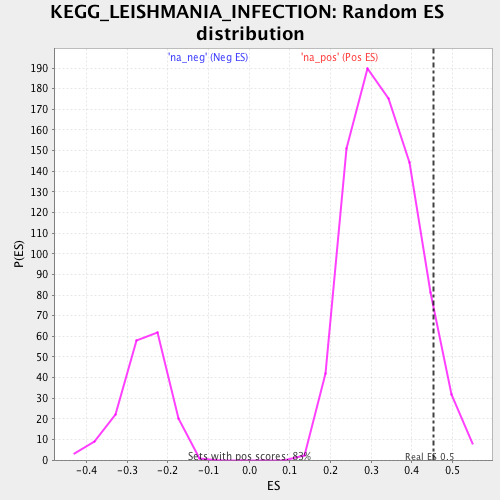 KEGG_LEISHMANIA_INFECTION: Random ES
distribution
'na_neg' (Neg ES) 'na_pos' (Pos ES)
190
180
170
160
150
140
130
120
110
100
90
80
70
60
50
40
30
20
10
0
P(ES)
Sets with pos scores: 83%
Real ES 0.5
-0.4 -0.3 -0.2 -0.1 0.0 0.1 0.2 0.3 0.4 0.5
ES